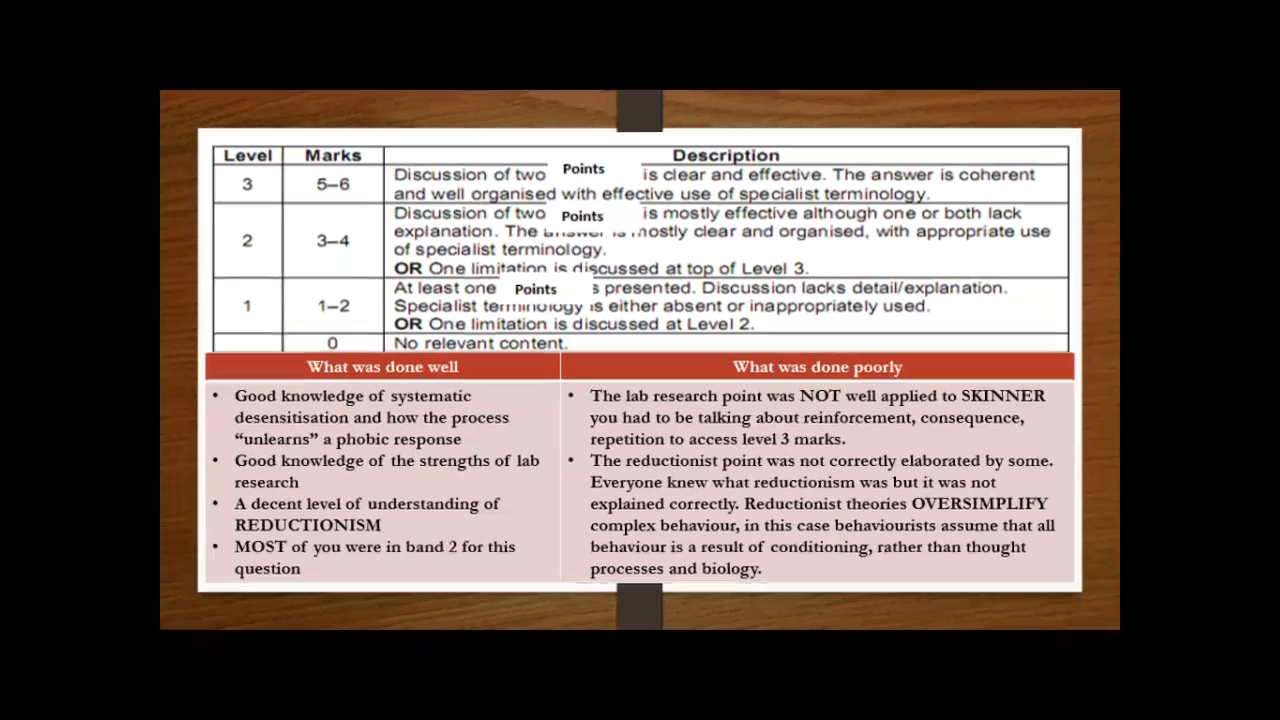 Level Marks Description
3 5–6 Discussion of two Points is clear and effective. The answer is coherent
and well organised with effective use of specialist terminology.
2 3–4 Discussion of two Points is mostly effective although one or both lack
explanation. The mostly clear and organised, with appropriate use
of specialist terminology.
OR One limitation is discussed at top of Level 3.
1 1–2 At least one Points s presented. Discussion lacks detail/explanation.
Specialist terminology is either absent or inappropriately used.
OR One limitation is discussed at Level 2.
0 No relevant content.
What was done well
• Good knowledge of systematic
desensitisation and how the process
“unlearns” a phobic response
• Good knowledge of the strengths of lab
research
• A decent level of understanding of
REDUCTIONISM
• MOST of you were in band 2 for this
question
What was done poorly
• The lab research point was NOT well applied to SKINNER
you had to be talking about reinforcement, consequence,
repetition to access level 3 marks.
• The reductionist point was not correctly elaborated by some.
Everyone knew what reductionism was but it was not
explained correctly. Reductionist theories OVERSIMPLIFY
complex behaviour, in this case behaviourists assume that all
behaviour is a result of conditioning, rather than thought
processes and biology.